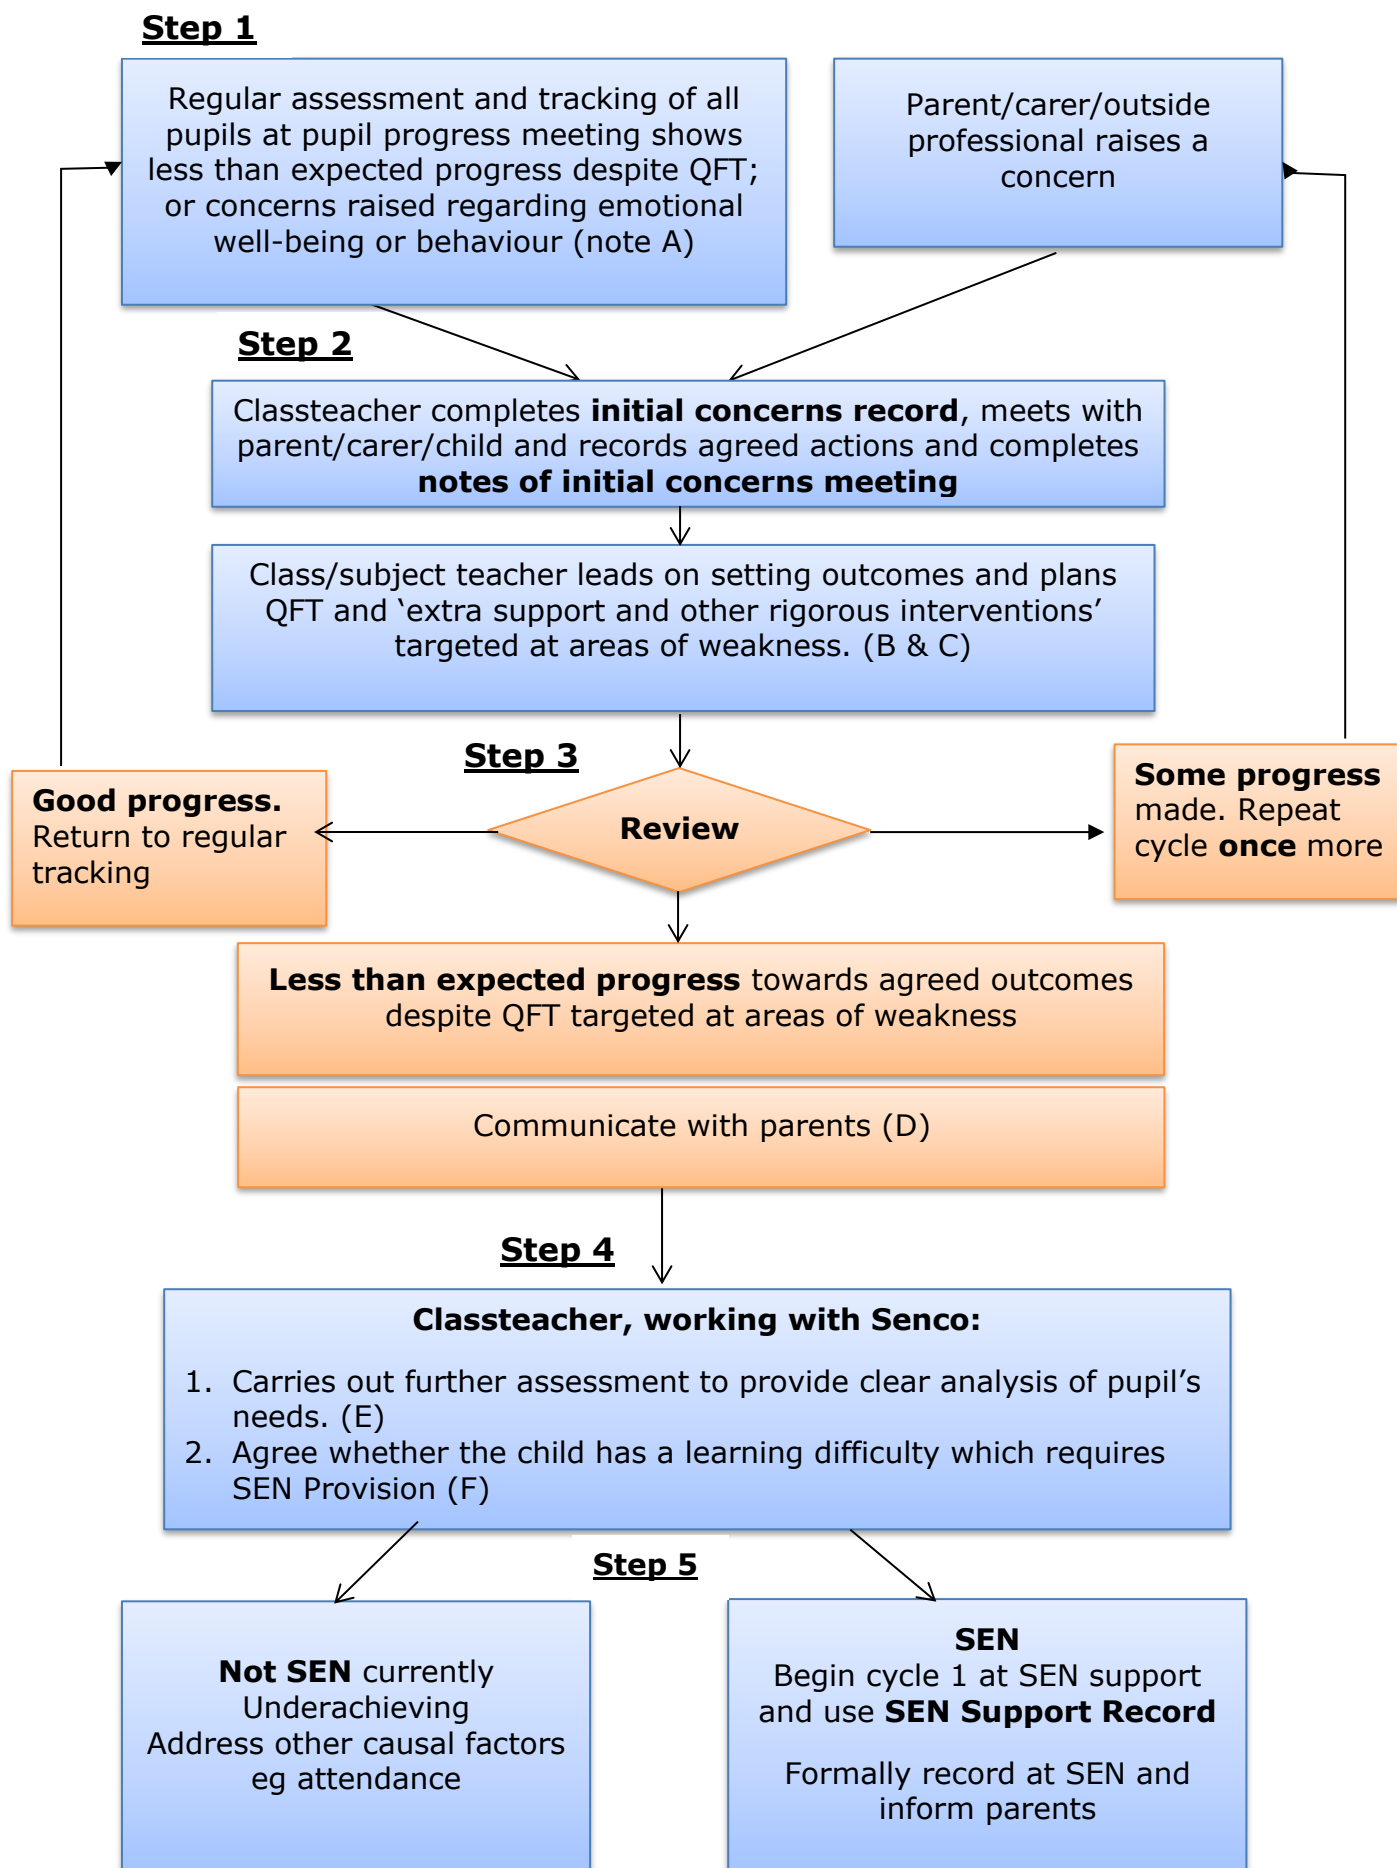 Step 1
Regular assessment and tracking of all
pupils at pupil progress meeting shows
less than expected progress despite QFT;
or concerns raised regarding emotional
well-being or behaviour (note A)
Parent/carer/outside
professional raises a
concern
Step 2
Classteacher completes initial concerns record, meets with
parent/carer/child and records agreed actions and completes
notes of initial concerns meeting
Class/subject teacher leads on setting outcomes and plans
QFT and ‘extra support and other rigorous interventions’
targeted at areas of weakness. (B & C)
Step 3
Good progress.
Return to regular
tracking
Review
Some progress
made. Repeat
cycle once more
Less than expected progress towards agreed outcomes
despite QFT targeted at areas of weakness
Communicate with parents (D)
Step 4
Classteacher, working with Senco:
1. Carries out further assessment to provide clear analysis of pupil’s
needs. (E)
2. Agree whether the child has a learning difficulty which requires
SEN Provision (F)
Step 5
Not SEN currently
Underachieving
Address other causal factors
eg attendance
SEN
Begin cycle 1 at SEN support
and use SEN Support Record
Formally record at SEN and
inform parents